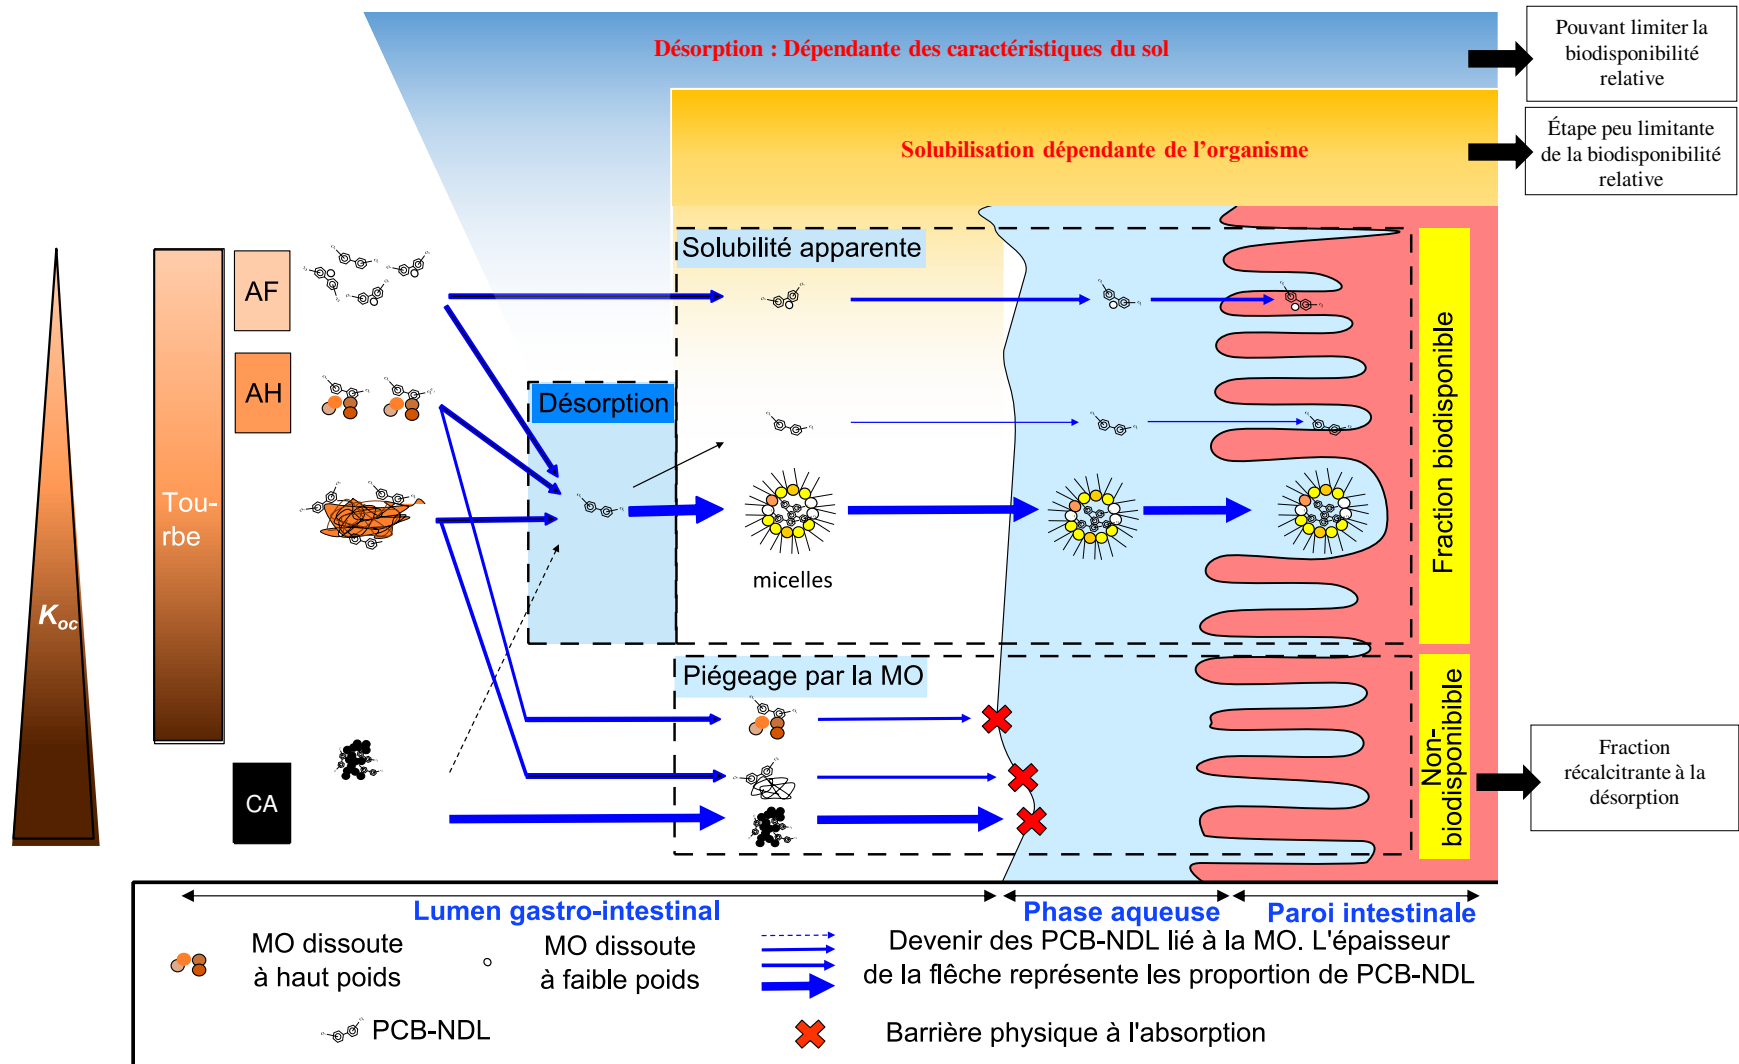 Désorption : Dépendante des caractéristiques du sol
Pouvant limiter la
biodisponibilité
relative
Solubilisation dépendante de l'organisme
Étape peu limitante
de la biodisponibilité
relative
Solubilité apparente
AF
AH
Désorption
Tou-
rbe
micelles
Fraction biodisponible
Koc
Piégeage par la MO
CA
Non-
biodisponibible
Fraction
récalcitrante à la
désorption
Lumen gastro-intestinal
Phase aqueuse
Paroi intestinale
MO dissoute
à haut poids
MO dissoute
à faible poids
Devenir des PCB-NDL lié à la MO. L'épaisseur
de la flêche représente les proportion de PCB-NDL
PCB-NDL
Barrière physique à l'absorption